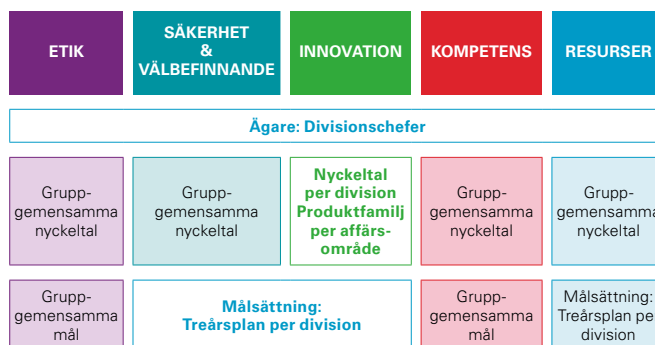 ETIK
SÄKERHET
&
VÄLBEFINNANDE
INNOVATION
KOMPETENS
RESURSER
Ägare: Divisionschefer
Grupp-
gemensamma
nyckeltal
Grupp-
gemensamma
nyckeltal
Nyckeltal
per division
Produktfamilj
per affärs-
område
Grupp-
gemensamma
nyckeltal
Grupp-
gemensamma
nyckeltal
Grupp-
gemensamma
mål
Målsättning:
Treårsplan per division
Grupp-
gemensamma
mål
Målsättning:
Treårsplan per
division